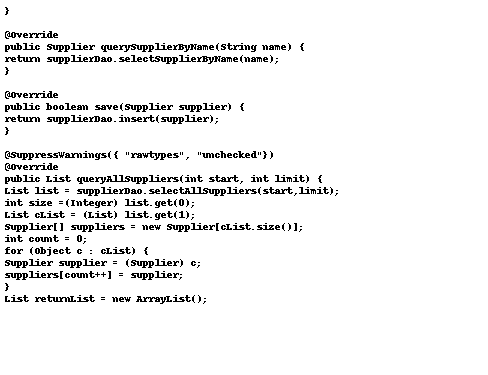 }

@Override
public Supplier querySupplierByName(String name) {
return supplierDao.selectSupplierByName(name);
}

@Override
public boolean save(Supplier supplier) {
return supplierDao.insert(supplier);
}

@SuppressWarnings({ "rawtypes", "unchecked"})
@Override
public List queryAllSuppliers(int start, int limit) {
List list = supplierDao.selectAllSuppliers(start,limit);
int size =(Integer) list.get(0);
List cList = (List) list.get(1);
Supplier[] suppliers = new Supplier[cList.size()];
int count = 0;
for (Object c : cList) {
Supplier supplier = (Supplier) c;
suppliers[count++] = supplier;
}
List returnList = new ArrayList();